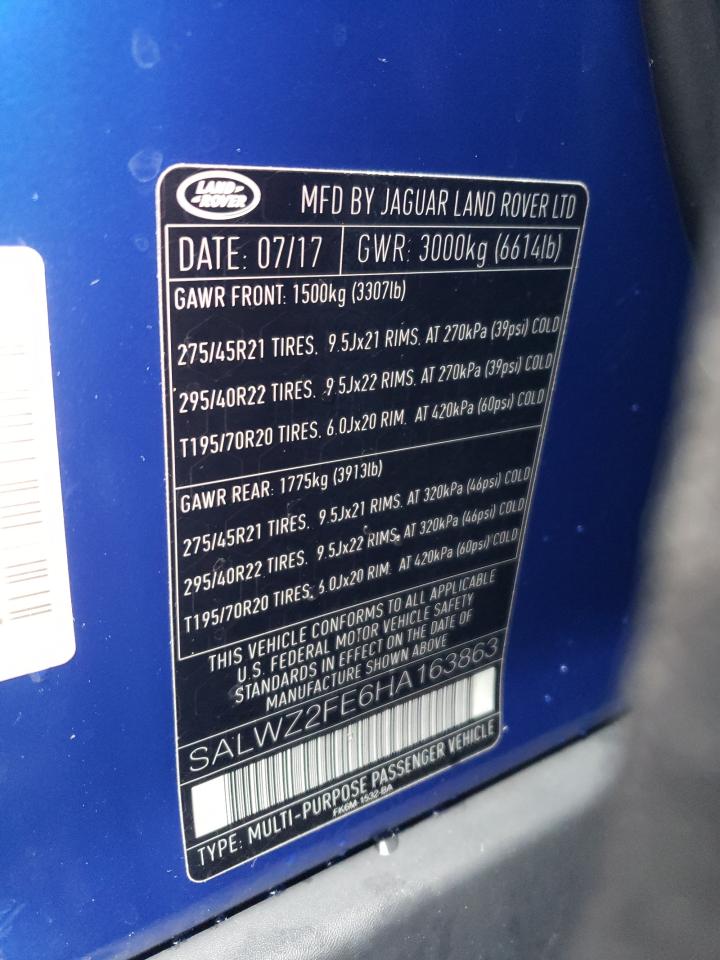 LAND ROVER
MFD BY JAGUAR LAND ROVER LTD
DATE: 07/17 GWR: 3000kg (6614lb)
GAWR FRONT: 1500kg (3307lb)
275/45R21 TIRES. 9.5Jx21 RIMS. AT 270kPa (39psi) COLD
295/40R22 TIRES. 9.5Jx22 RIMS. AT 270kPa (39psi) COLD
T195/70R20 TIRES. 6.0Jx20 RIM. AT 420kPa (60psi) COLD
GAWR REAR: 1775kg (3913lb)
275/45R21 TIRES. 9.5Jx21 RIMS. AT 320kPa (46psi) COLD
295/40R22 TIRES. 9.5Jx22 RIMS. AT 320kPa (46psi) COLD
T195/70R20 TIRES. 6.0Jx20 RIM. AT 420kPa (60psi) COLD
THIS VEHICLE CONFORMS TO ALL APPLICABLE
U.S. FEDERAL MOTOR VEHICLE SAFETY
STANDARDS IN EFFECT ON THE DATE OF
MANUFACTURE SHOWN ABOVE
SALWZ2FE6HA163863
TYPE: MULTI-PURPOSE PASSENGER VEHICLE
FK6M-1532-BA